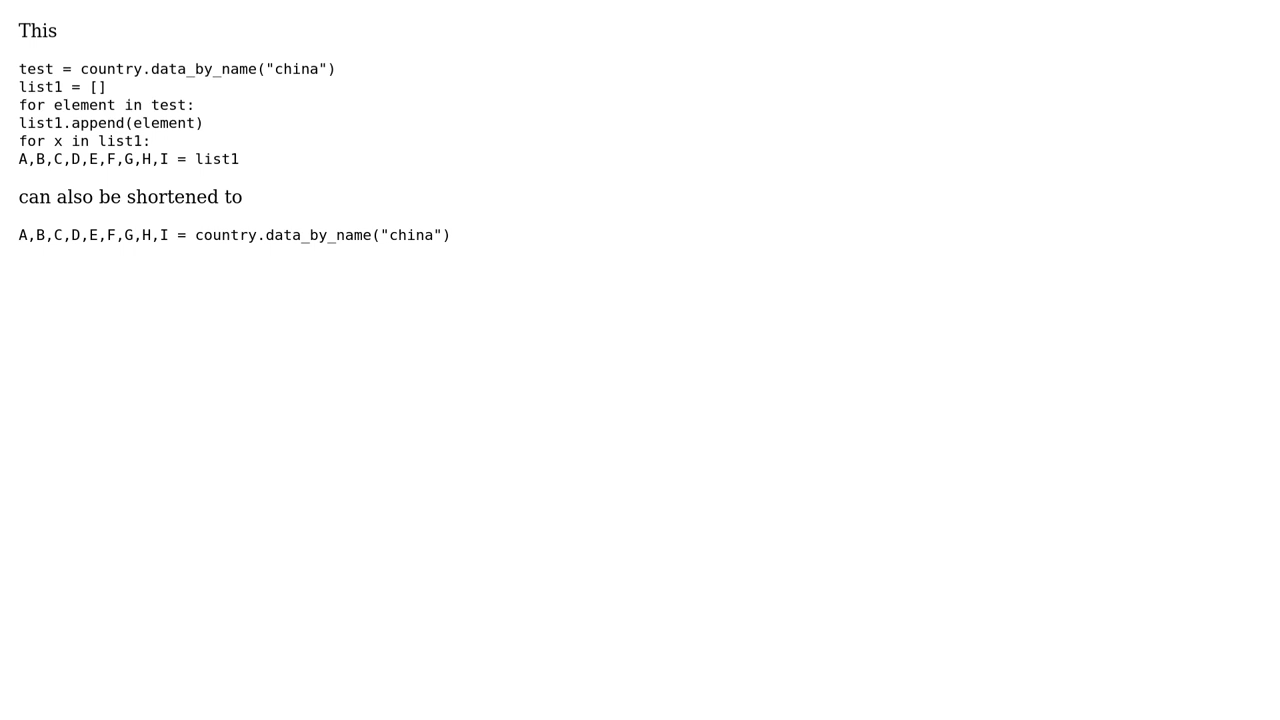 This
test = country.data_by_name("china")
list1 = []
for element in test:
list1.append(element)
for x in list1:
A,B,C,D,E,F,G,H,I = list1
can also be shortened to
A,B,C,D,E,F,G,H,I = country.data_by_name("china")